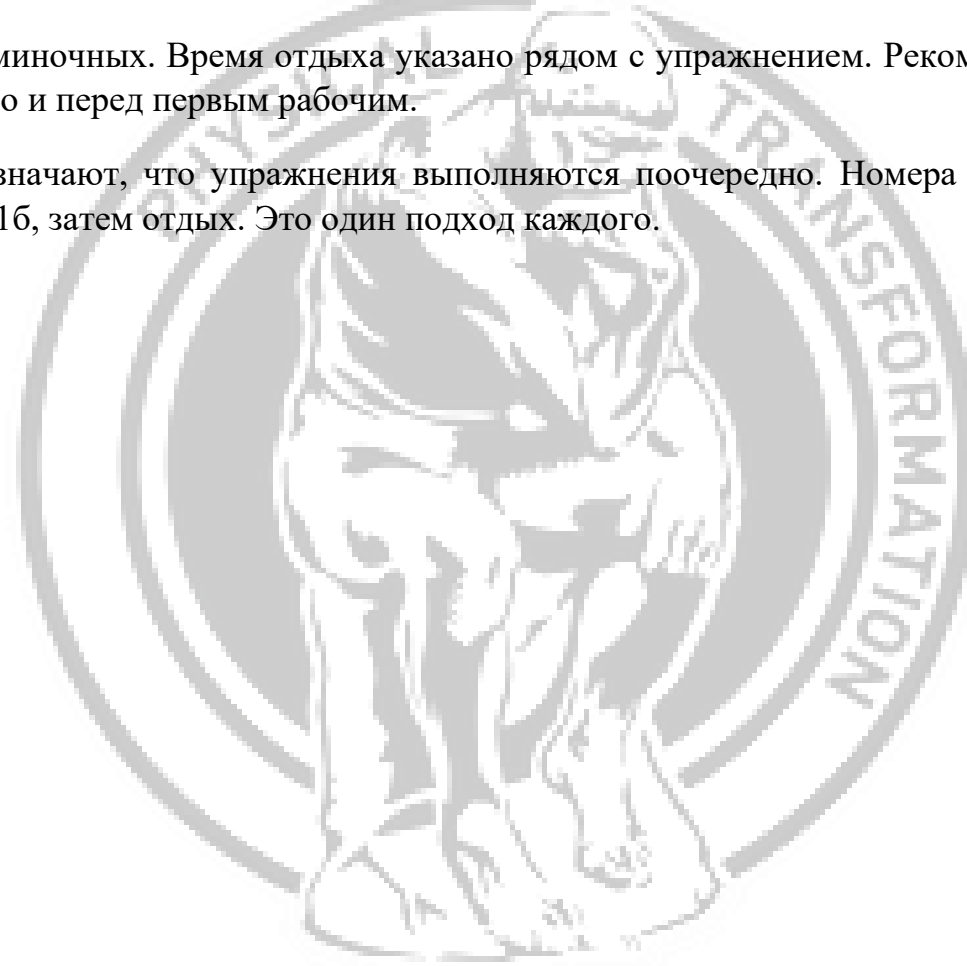 миночных. Время отдыха указано рядом с упражнением. Реком
о и перед первым рабочим.
значают, что упражнения выполняются поочередно. Номера
1б, затем отдых. Это один подход каждого.
PHYSICAL TRANSFORMATION